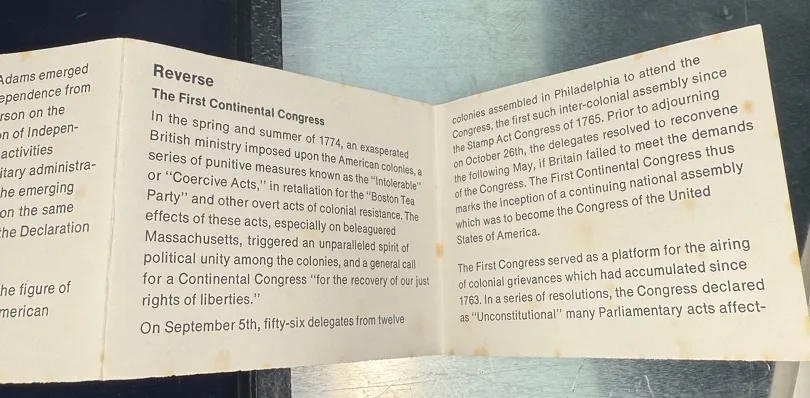 Adams emerged
ependence from
rson on the
n of Indepen-
activities
itary administra-
he emerging
on the same
the Declaration
he figure of
merican
Reverse
The First Continental Congress
In the spring and summer of 1774, an exasperated
British ministry imposed upon the American colonies, a
series of punitive measures known as the "Intolerable"
or "Coercive Acts," in retaliation for the "Boston Tea
Party" and other overt acts of colonial resistance. The
effects of these acts, especially on beleaguered
Massachusetts, triggered an unparalleled spirit of
political unity among the colonies, and a general call
for a Continental Congress "for the recovery of our just
rights of liberties."
On September 5th, fifty-six delegates from twelve
colonies assembled in Philadelphia to attend the
Congress, the first such inter-colonial assembly since
the Stamp Act Congress of 1765. Prior to adjourning
on October 26th, the delegates resolved to reconvene
the following May, if Britain failed to meet the demands
of the Congress. The First Continental Congress thus
marks the inception of a continuing national assembly
which was to become the Congress of the United
States of America.
The First Congress served as a platform for the airing
of colonial grievances which had accumulated since
1763. In a series of resolutions, the Congress declared
as "Unconstitutional" many Parliamentary acts affect-